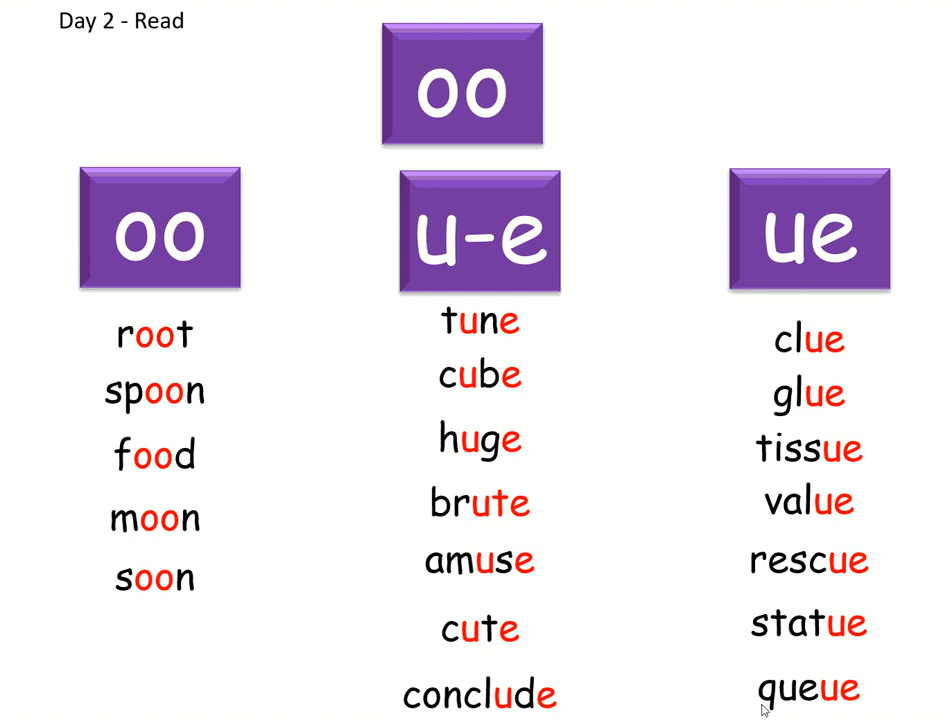 Day 2 - Read
oo
oo
root
spoon
food
moon
soon
u-e
tune
cube
huge
brute
amuse
cute
conclude
ue
clue
glue
tissue
value
rescue
statue
queue